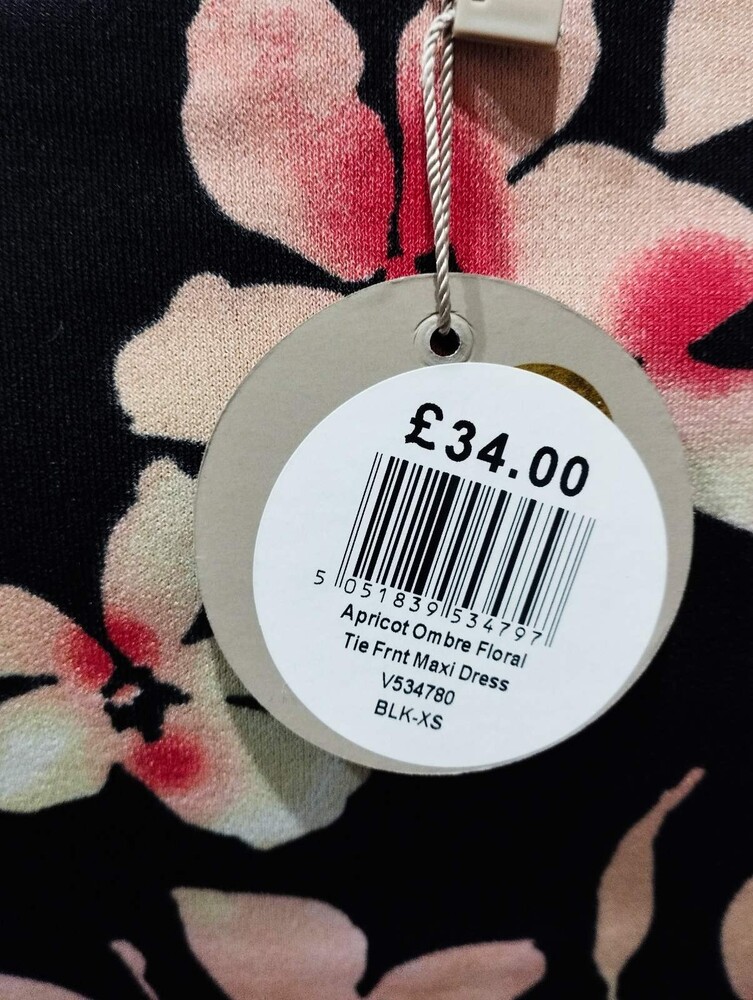 £34.00
5 051839 534797
Apricot Ombre Floral
Tie Frnt Maxi Dress
V534780
BLK-XS